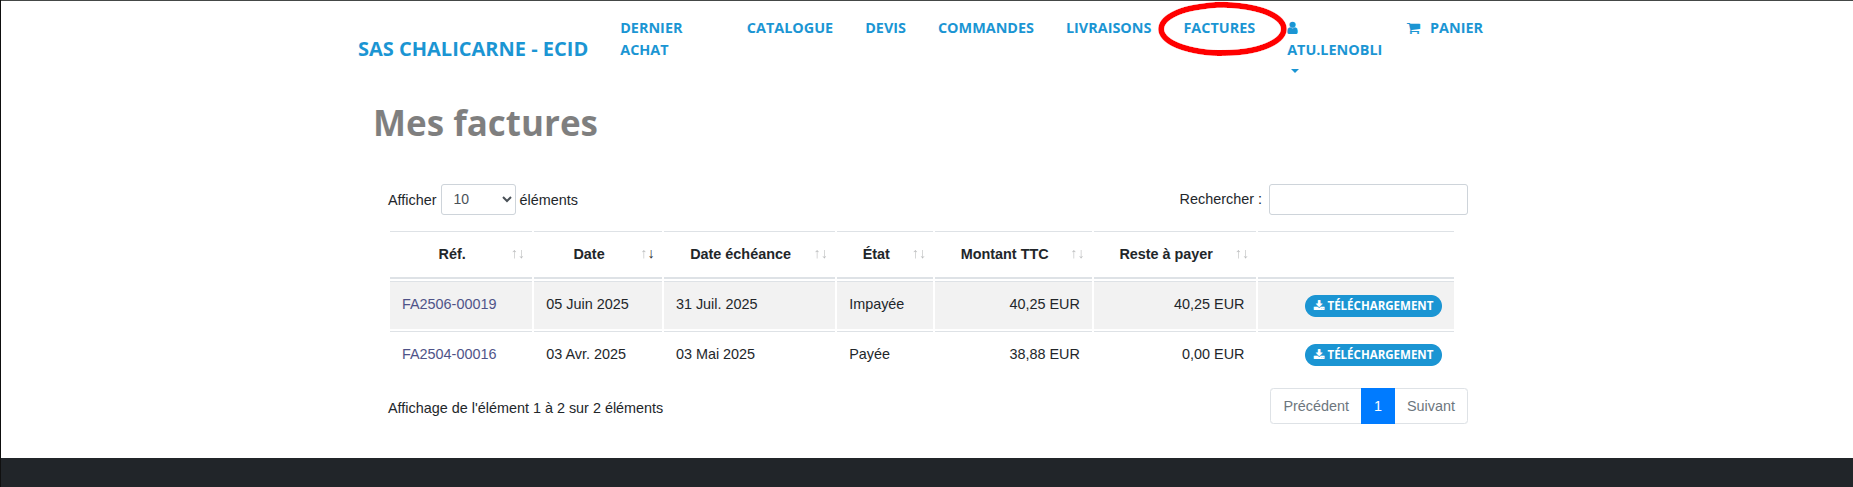 SAS CHALICARNE - ECID
DERNIER ACHAT
CATALOGUE
DEVIS
COMMANDES
LIVRAISONS
FACTURES
ATU.LENOBLI
PANIER
Mes factures
Afficher 10 éléments
Rechercher :
Réf. Date Date échéance État Montant TTC Reste à payer
FA2506-00019 05 Juin 2025 31 Juil. 2025 Impayée 40,25 EUR 40,25 EUR TÉLÉCHARGEMENT
FA2504-00016 03 Avr. 2025 03 Mai 2025 Payée 38,88 EUR 0,00 EUR TÉLÉCHARGEMENT
Affichage de l'élément 1 à 2 sur 2 éléments
Précédent 1 Suivant